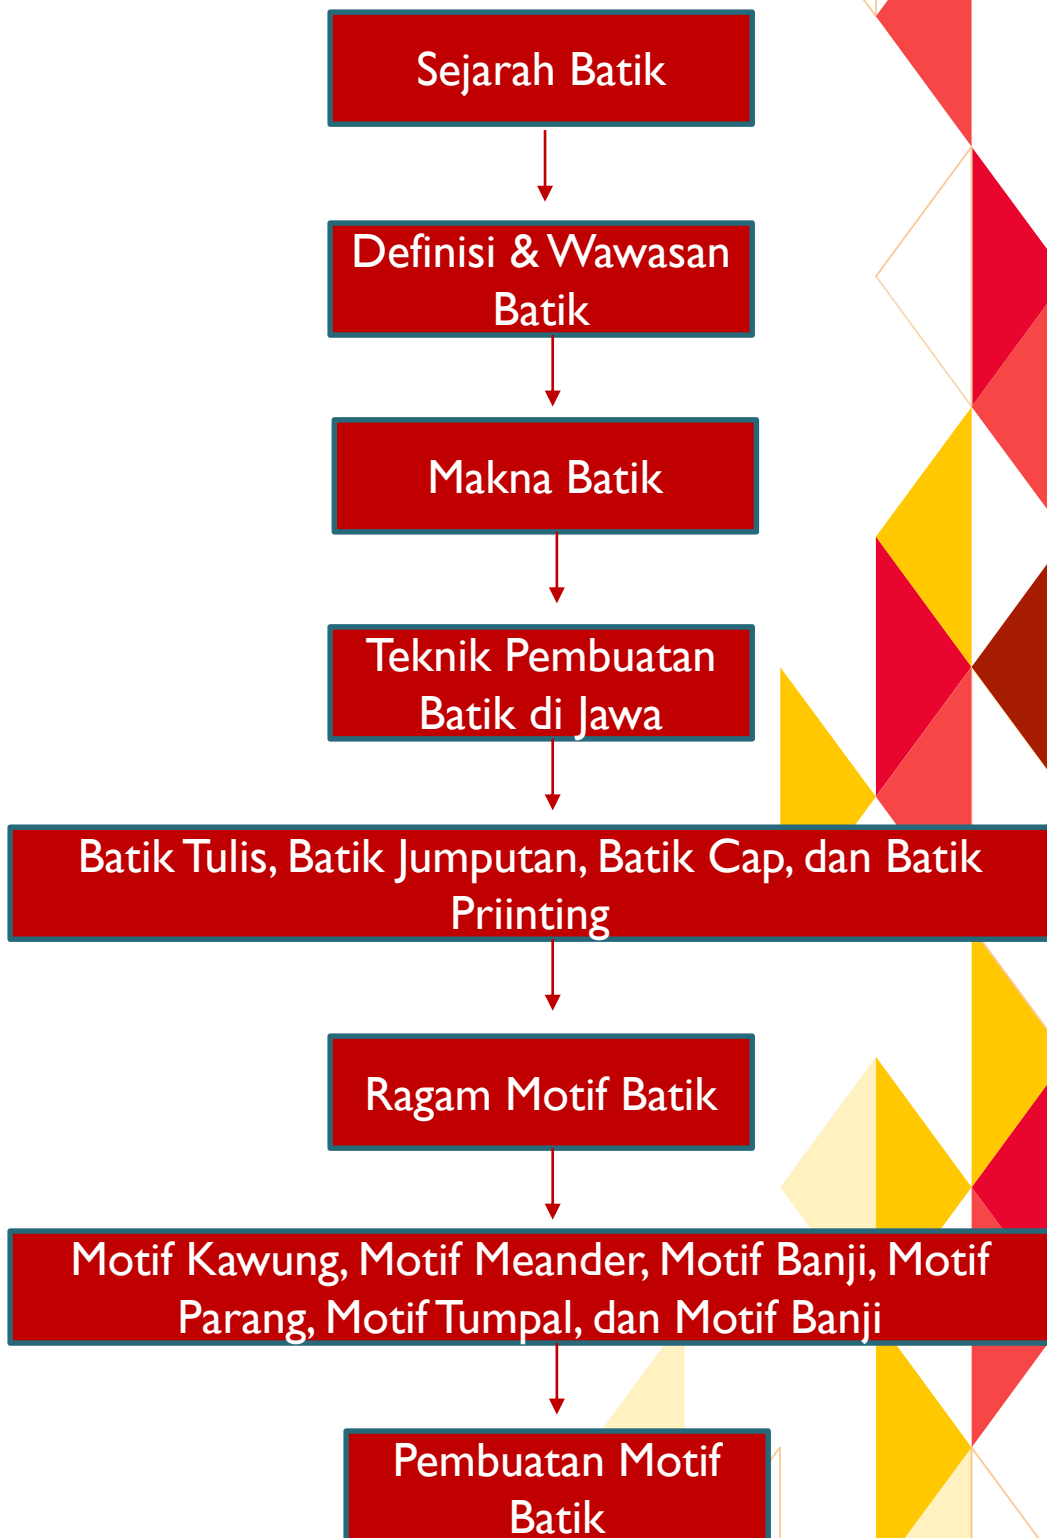 Sejarah Batik
Definisi & Wawasan
Batik
Makna Batik
Teknik Pembuatan
Batik di Jawa
Batik Tulis, Batik Jumputan, Batik Cap, dan Batik
Priinting
Ragam Motif Batik
Motif Kawung, Motif Meander, Motif Banji, Motif
Parang, Motif Tumpal, dan Motif Banji
Pembuatan Motif
Batik